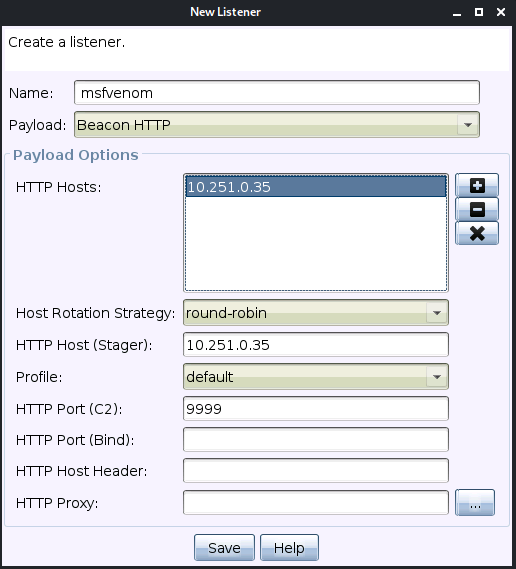 New Listener
Create a listener.
Name: msfvenom
Payload: Beacon HTTP
Payload Options
HTTP Hosts: 10.251.0.35
Host Rotation Strategy: round-robin
HTTP Host (Stager): 10.251.0.35
Profile: default
HTTP Port (C2): 9999
HTTP Port (Bind):
HTTP Host Header:
HTTP Proxy: ...
Save Help